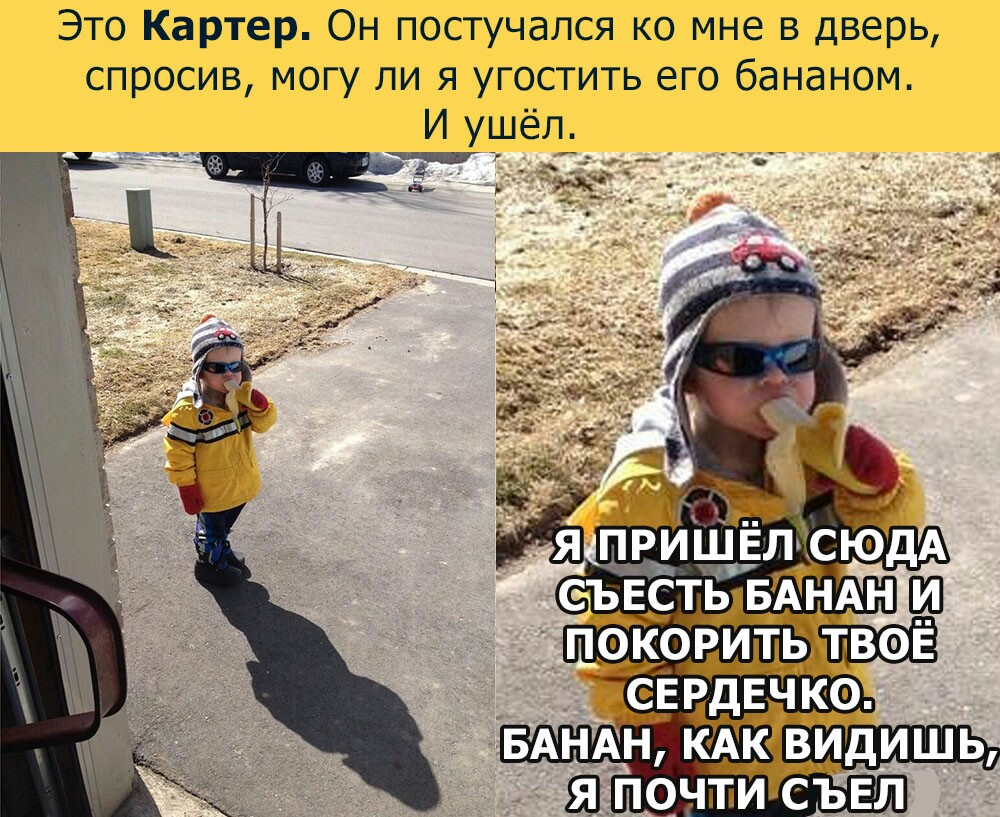 Это Картер. Он постучался ко мне в дверь,
спросив, могу ли я угостить его бананом.
И ушёл.
Я ПРИШЁЛ СЮДА
СЪЕСТЬ БАНАН И
ПОКОРИТЬ ТВОЁ
СЕРДЕЧКО.
БАНАН, КАК ВИДИШЬ,
Я ПОЧТИ СЪЕЛ